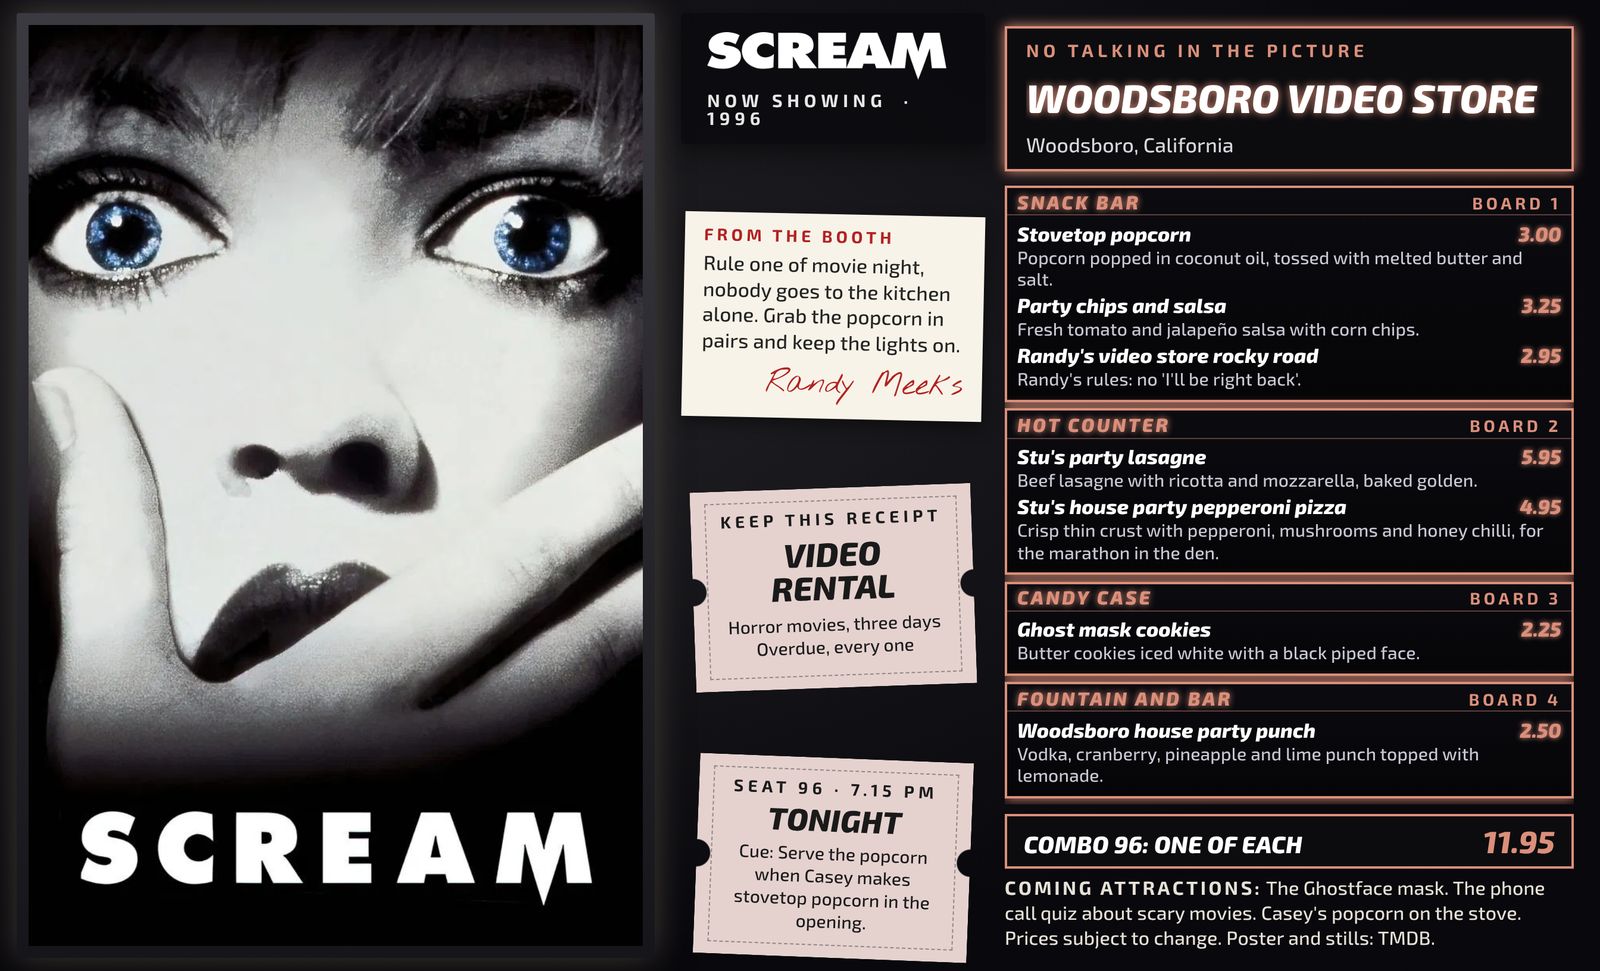 SCREAM
SCREAM
NOW SHOWING ·
1996
FROM THE BOOTH
Rule one of movie night,
nobody goes to the kitchen
alone. Grab the popcorn in
pairs and keep the lights on.
Randy Meeks
KEEP THIS RECEIPT
VIDEO
RENTAL
Horror movies, three days
Overdue, every one
SEAT 96 · 7.15 PM
TONIGHT
Cue: Serve the popcorn
when Casey makes
stovetop popcorn in the
opening.
NO TALKING IN THE PICTURE
WOODSBORO VIDEO STORE
Woodsboro, California
SNACK BAR BOARD 1
Stovetop popcorn 3.00
Popcorn popped in coconut oil, tossed with melted butter and
salt.
Party chips and salsa 3.25
Fresh tomato and jalapeño salsa with corn chips.
Randy's video store rocky road 2.95
Randy's rules: no 'I'll be right back'.
HOT COUNTER BOARD 2
Stu's party lasagne 5.95
Beef lasagne with ricotta and mozzarella, baked golden.
Stu's house party pepperoni pizza 4.95
Crisp thin crust with pepperoni, mushrooms and honey chilli, for
the marathon in the den.
CANDY CASE BOARD 3
Ghost mask cookies 2.25
Butter cookies iced white with a black piped face.
FOUNTAIN AND BAR BOARD 4
Woodsboro house party punch 2.50
Vodka, cranberry, pineapple and lime punch topped with
lemonade.
COMBO 96: ONE OF EACH 11.95
COMING ATTRACTIONS: The Ghostface mask. The phone
call quiz about scary movies. Casey's popcorn on the stove.
Prices subject to change. Poster and stills: TMDB.